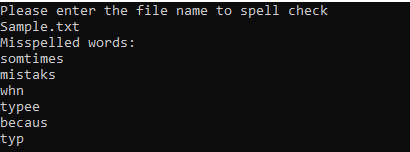 Please enter the file name to spell check
Sample.txt
Misspelled words:
somtimes
mistaks
whn
typee
becaus
typ